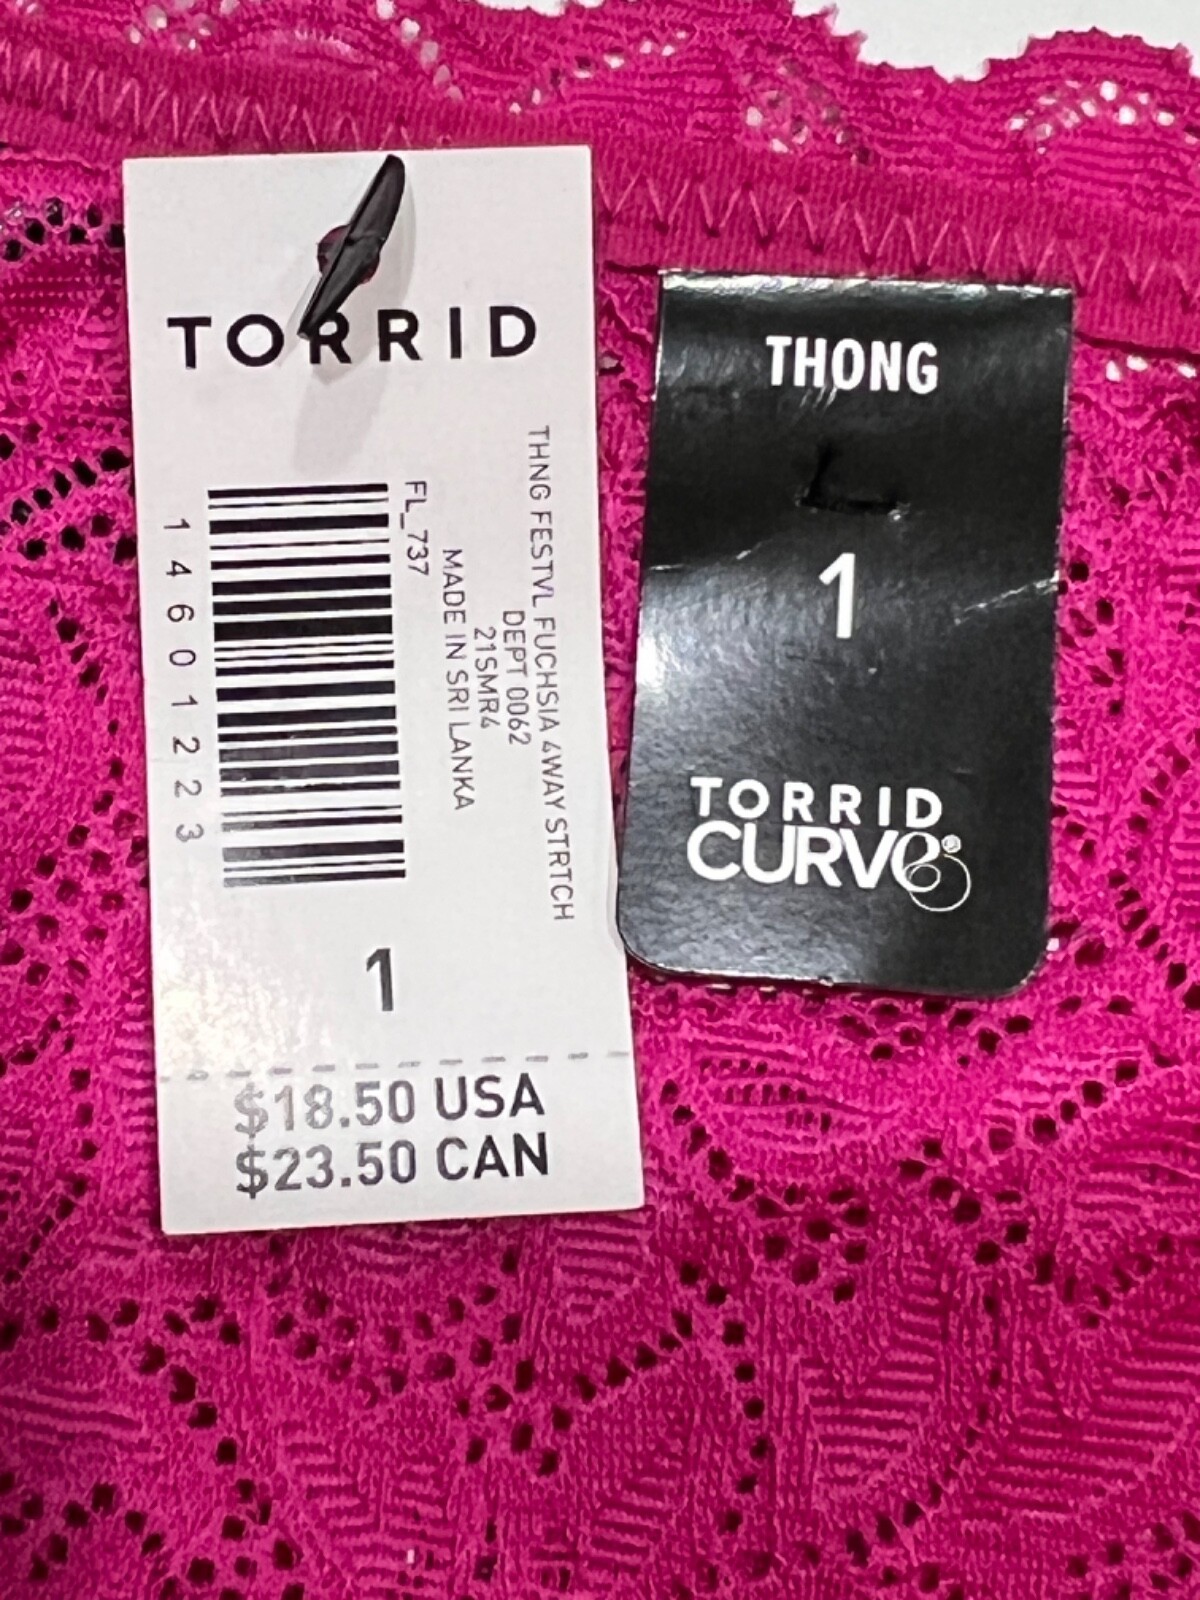 TORRID
THNG FESTVL FUCHSIA 4WAY STRTCH
DEPT 0062
21SMR4
MADE IN SRI LANKA
FL_737
14601223
1
$18.50 USA
$23.50 CAN
THONG
1
TORRID
CURVE®